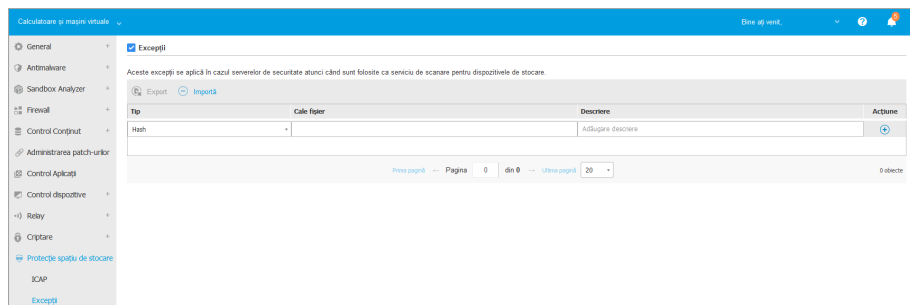 Calculatoare și mașini virtuale
Bine ați venit,
6
General
Antimalware
Sandbox Analyzer
Firewall
Control Conținut
Administrarea patch-urilor
Control Aplicații
Control dispozitive
Relay
Criptare
Protecție spațiu de stocare
ICAP
Excepții
Excepții
Aceste excepții se aplică în cazul serverelor de securitate atunci când sunt folosite ca serviciu de scanare pentru dispozitivele de stocare.
Export Importă
Tip Cale fișier Descriere Acțiune
Hash Adăugare descriere
Prima pagină ← Pagina 0 din 0 → Ultima pagină 20 0 obiecte